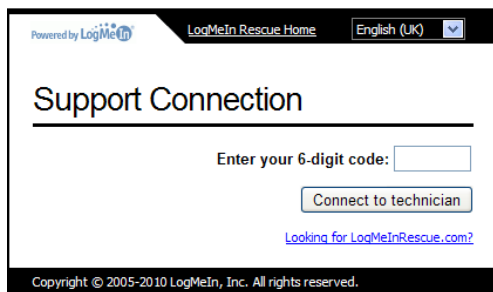 Powered by LogMeIn LogMeIn Rescue Home English (UK)
Support Connection
Enter your 6-digit code:
Connect to technician
Looking for LogMeInRescue.com?
Copyright © 2005-2010 LogMeIn, Inc. All rights reserved.